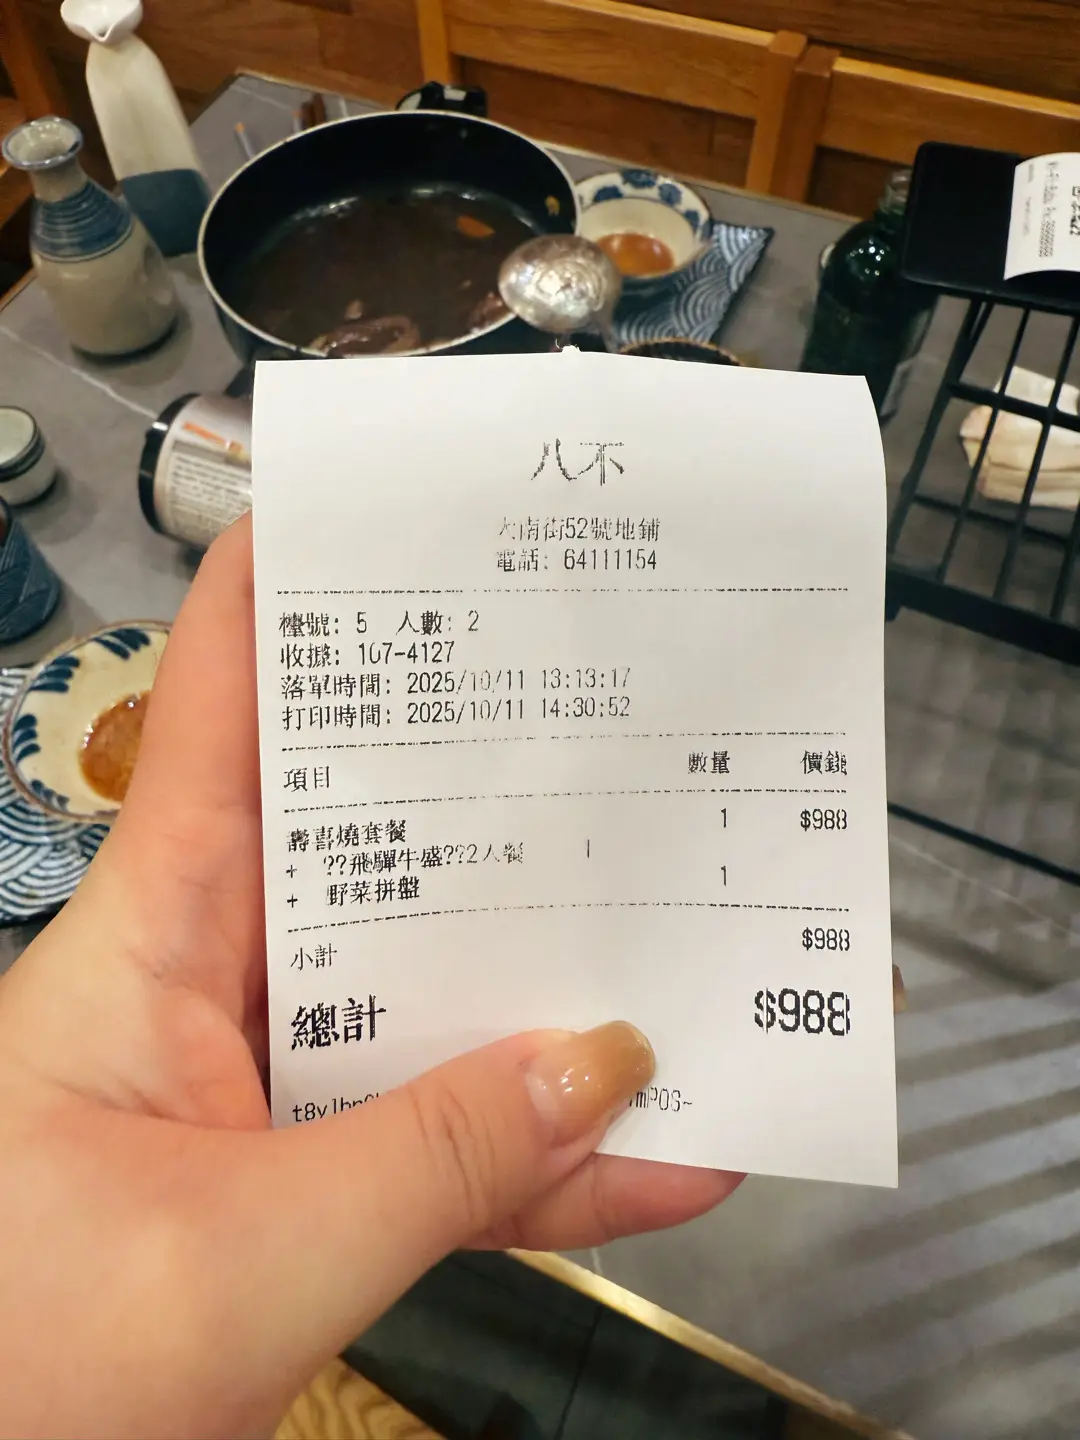 八不
大南街52號地鋪
電話: 64111154
檯號: 5 人數: 2
收據: 107-4127
落單時間: 2025/10/11 13:13:17
打印時間: 2025/10/11 14:30:52
項目 數量 價錢
壽喜燒套餐 1 $988
+ ??飛驒牛盛??2人餐 1
+ 野菜拼盤 1
小計 $988
總計 $988